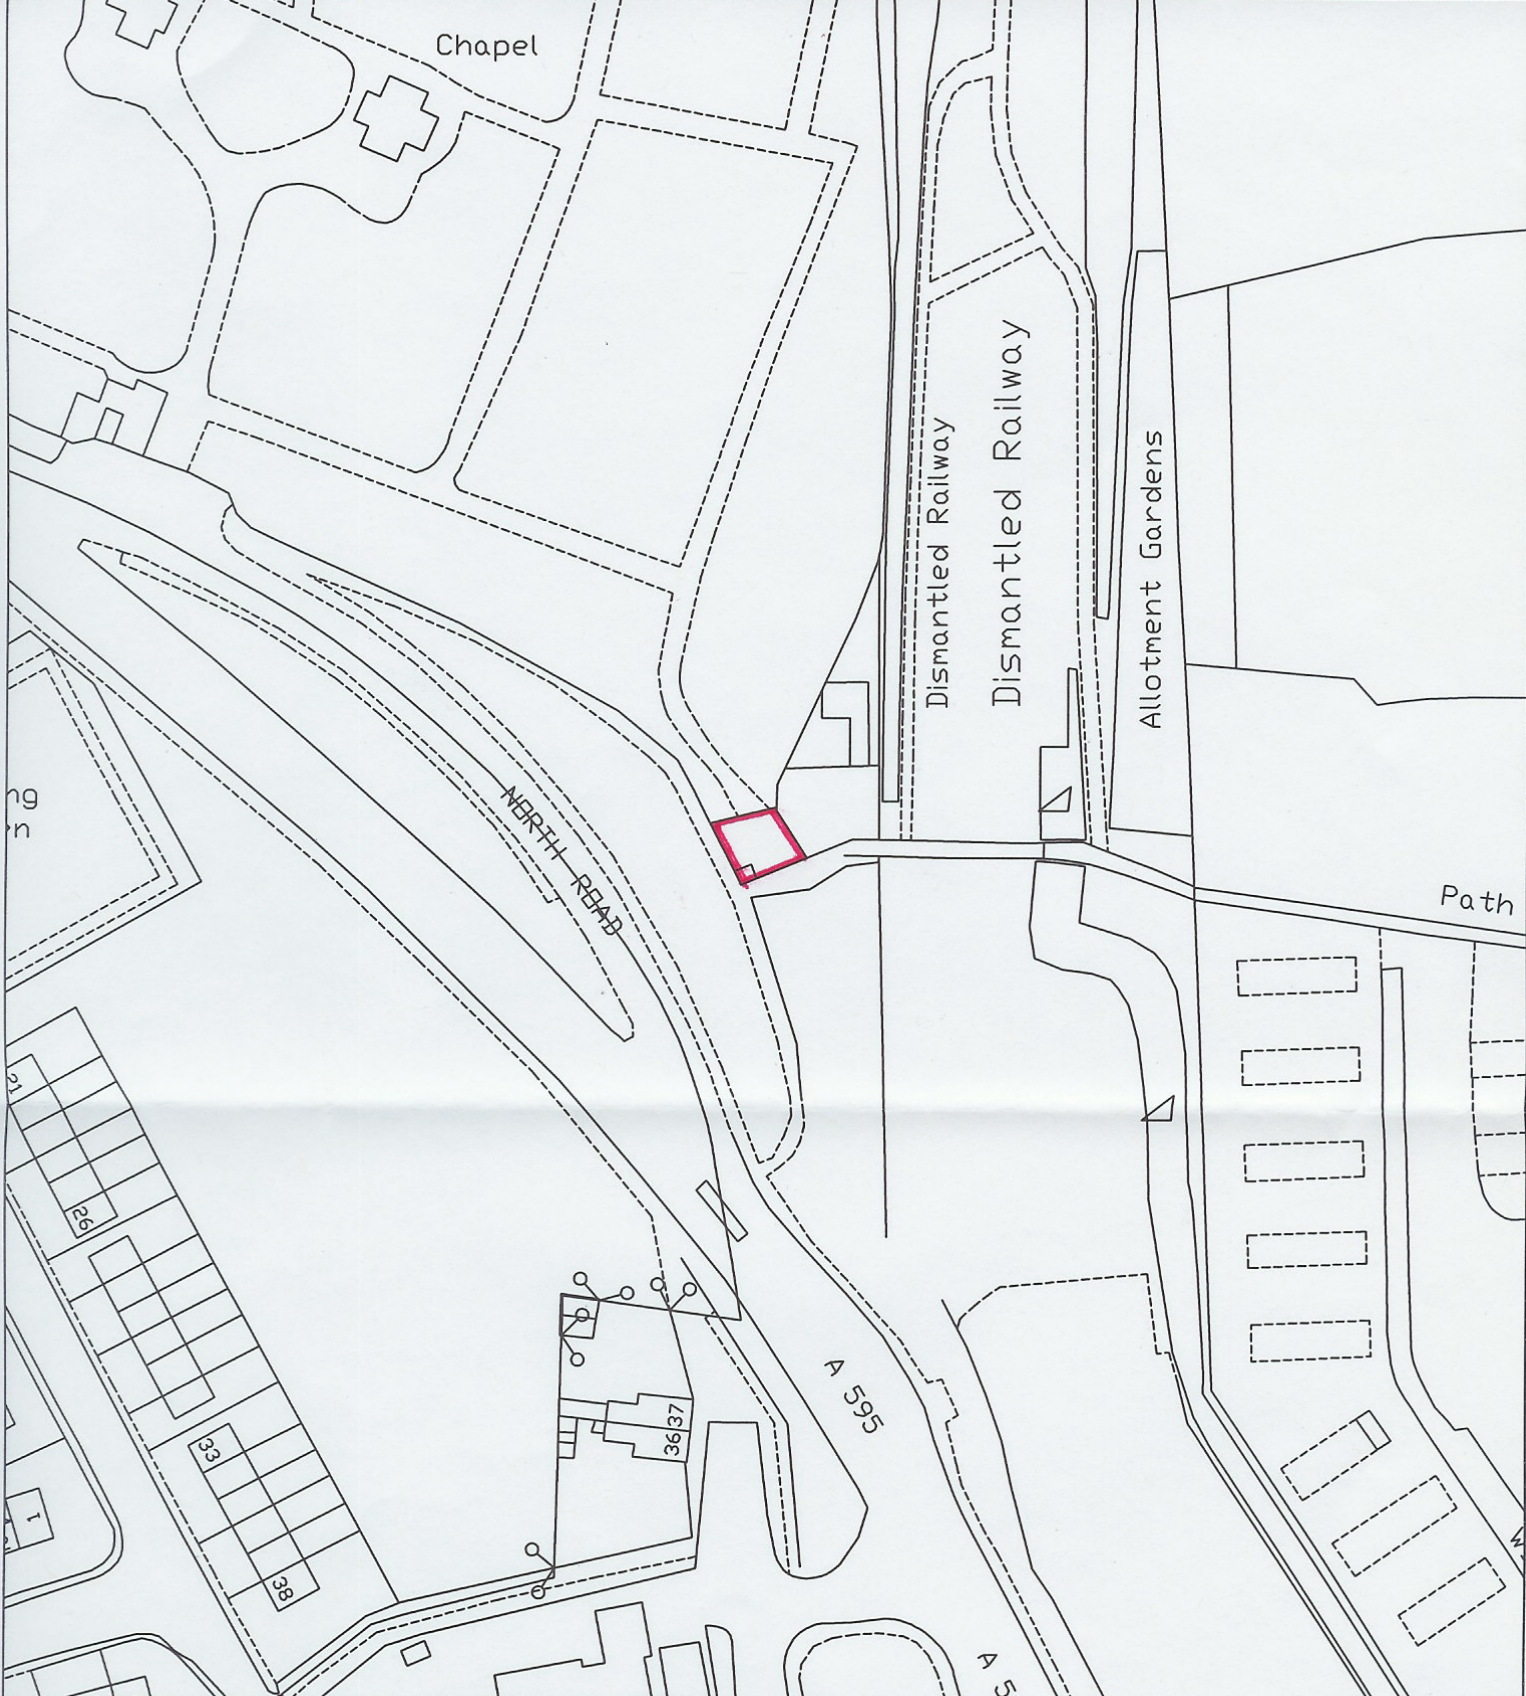 Chapel
Dismantled Railway
Dismantled Railway
Allotment Gardens
ng
n
NORTH ROAD
Path
21
26
33
38
36
37
A 595
1
A 5
W